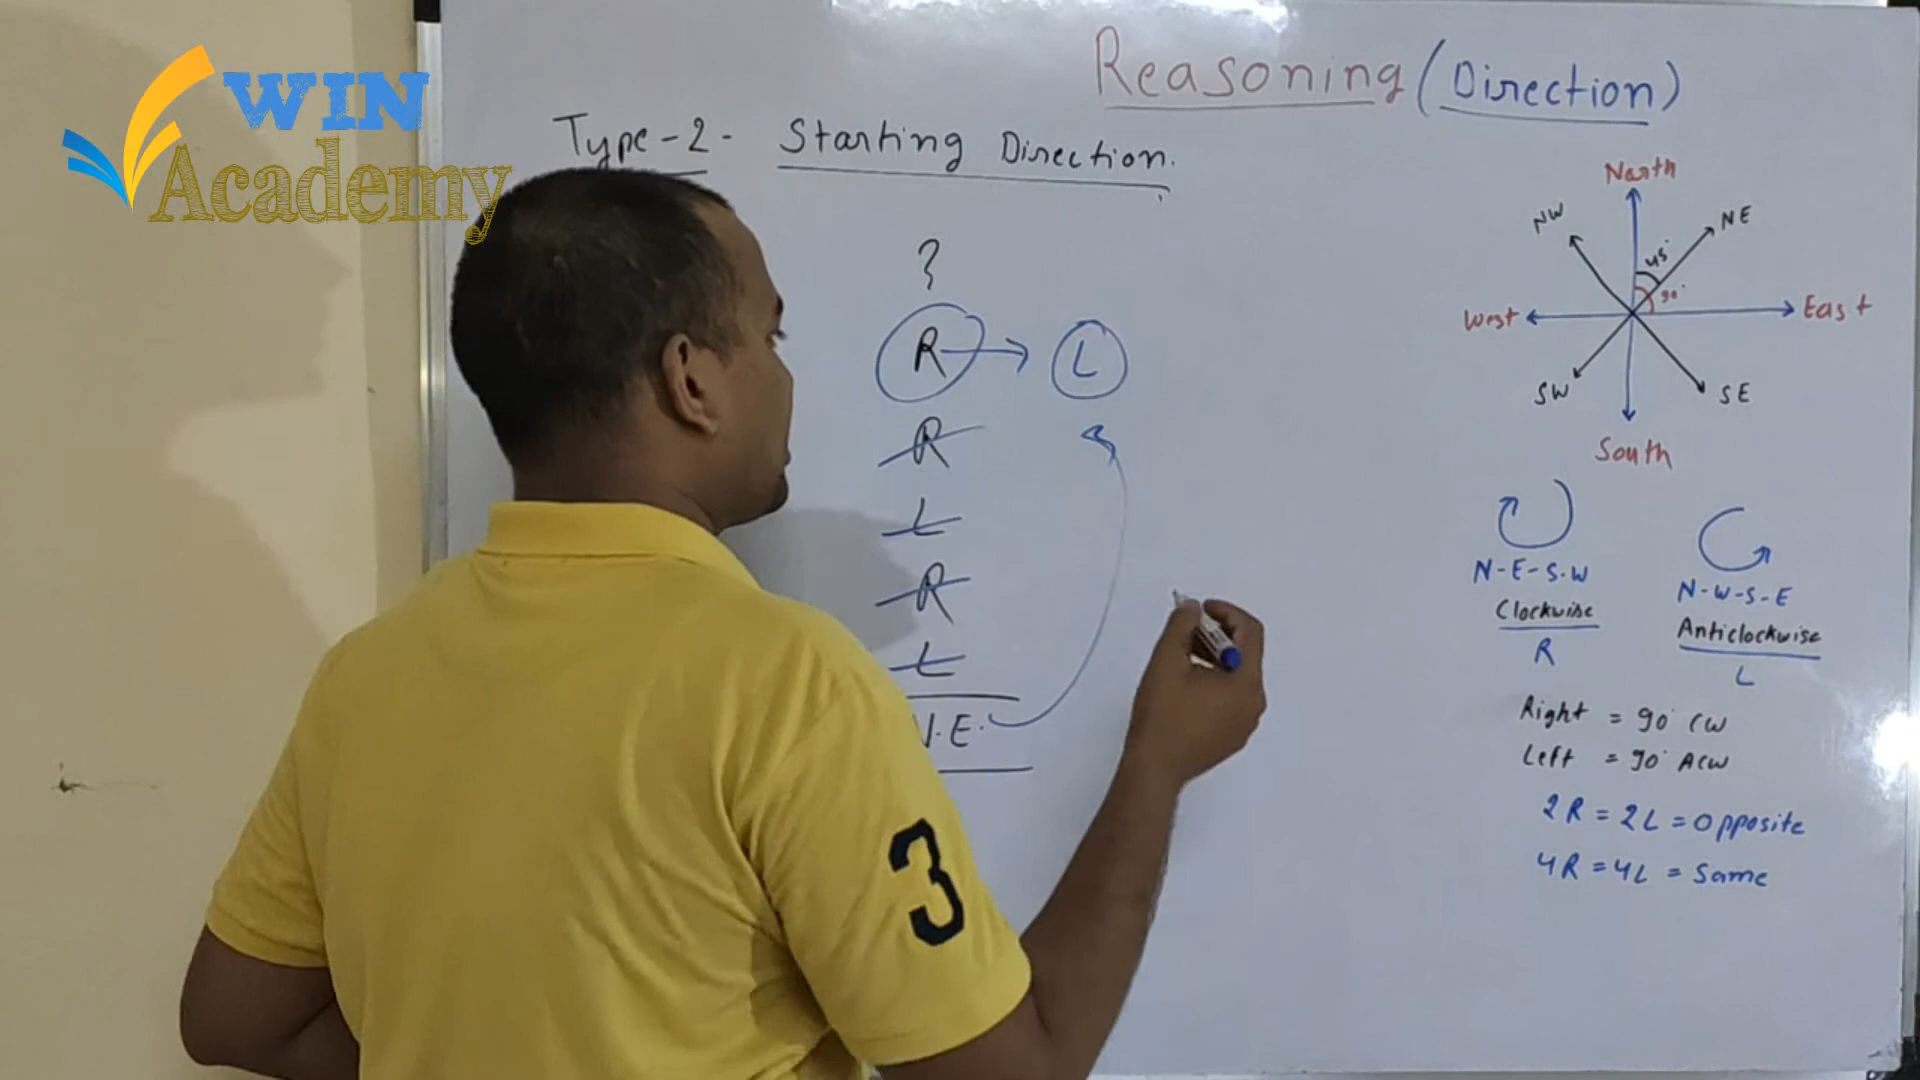 WIN
Academy
Reasoning (Direction)
Type-2- Starting Direction.
?
R → L
R
L
R
L
N.E.
North
NW
NE
45°
90°
West
East
SW
SE
South
N-E-S-W
Clockwise
R
N-W-S-E
Anticlockwise
L
Right = 90° CW
Left = 90° ACW
2R = 2L = Opposite
4R = 4L = Same
3